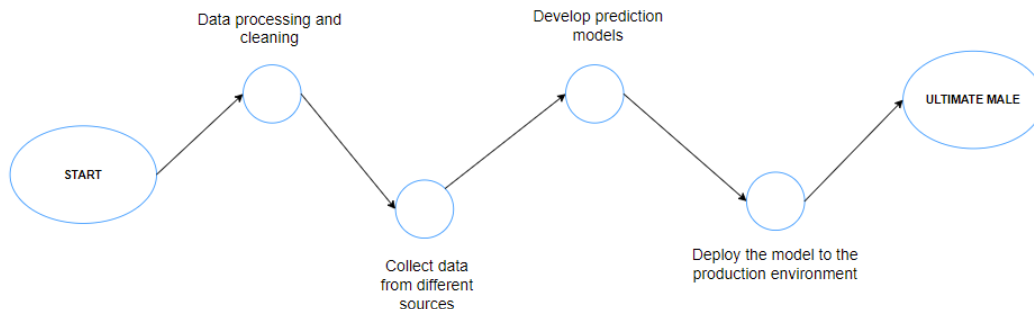 START
Data processing and
cleaning
Collect data
from different
sources
Develop prediction
models
Deploy the model to the
production environment
ULTIMATE MALE